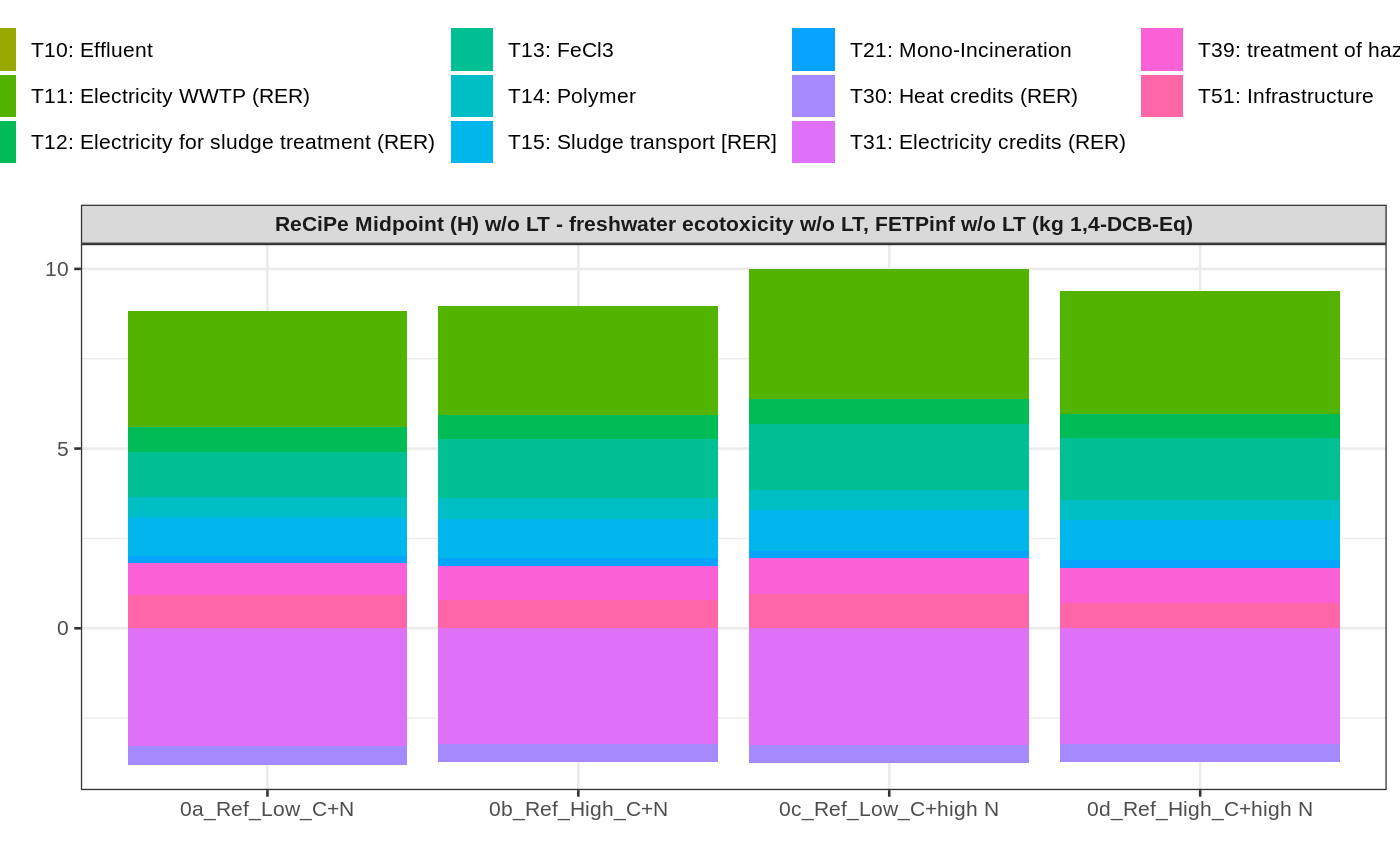 T10: Effluent T13: FeCl3 T21: Mono-Incineration T39: treatment of haz
T11: Electricity WWTP (RER) T14: Polymer T30: Heat credits (RER) T51: Infrastructure
T12: Electricity for sludge treatment (RER) T15: Sludge transport [RER] T31: Electricity credits (RER)
ReCiPe Midpoint (H) w/o LT - freshwater ecotoxicity w/o LT, FETPinf w/o LT (kg 1,4-DCB-Eq)
10
5
0
0a_Ref_Low_C+N 0b_Ref_High_C+N 0c_Ref_Low_C+high N 0d_Ref_High_C+high N